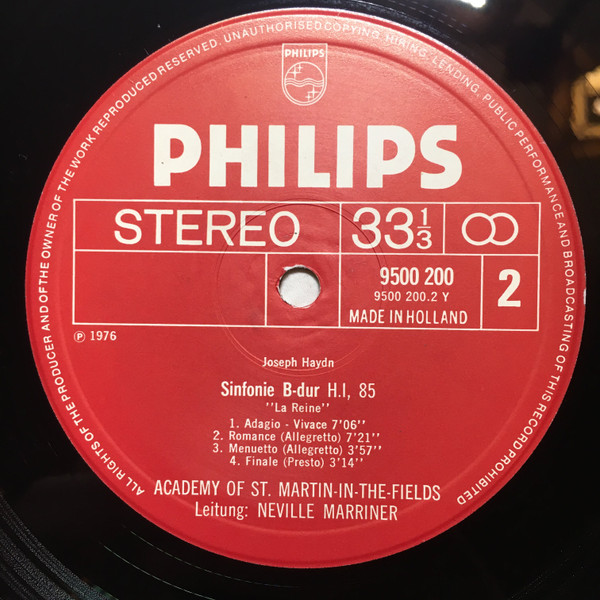 ALL RIGHTS OF THE PRODUCER AND OF THE OWNER OF THE WORK REPRODUCED RESERVED. UNAUTHORISED COPYING, HIRING, LENDING, PUBLIC PERFORMANCE AND BROADCASTING OF THIS RECORD PROHIBITED
PHILIPS
PHILIPS
STEREO 33 1/3
9500 200
9500 200.2 Y
MADE IN HOLLAND
2
℗ 1976
Joseph Haydn
Sinfonie B-dur H.I, 85
''La Reine''
1. Adagio - Vivace 7'06''
2. Romance (Allegretto) 7'21''
3. Menuetto (Allegretto) 3'57''
4. Finale (Presto) 3'14''
ACADEMY OF ST. MARTIN-IN-THE-FIELDS
Leitung: NEVILLE MARRINER